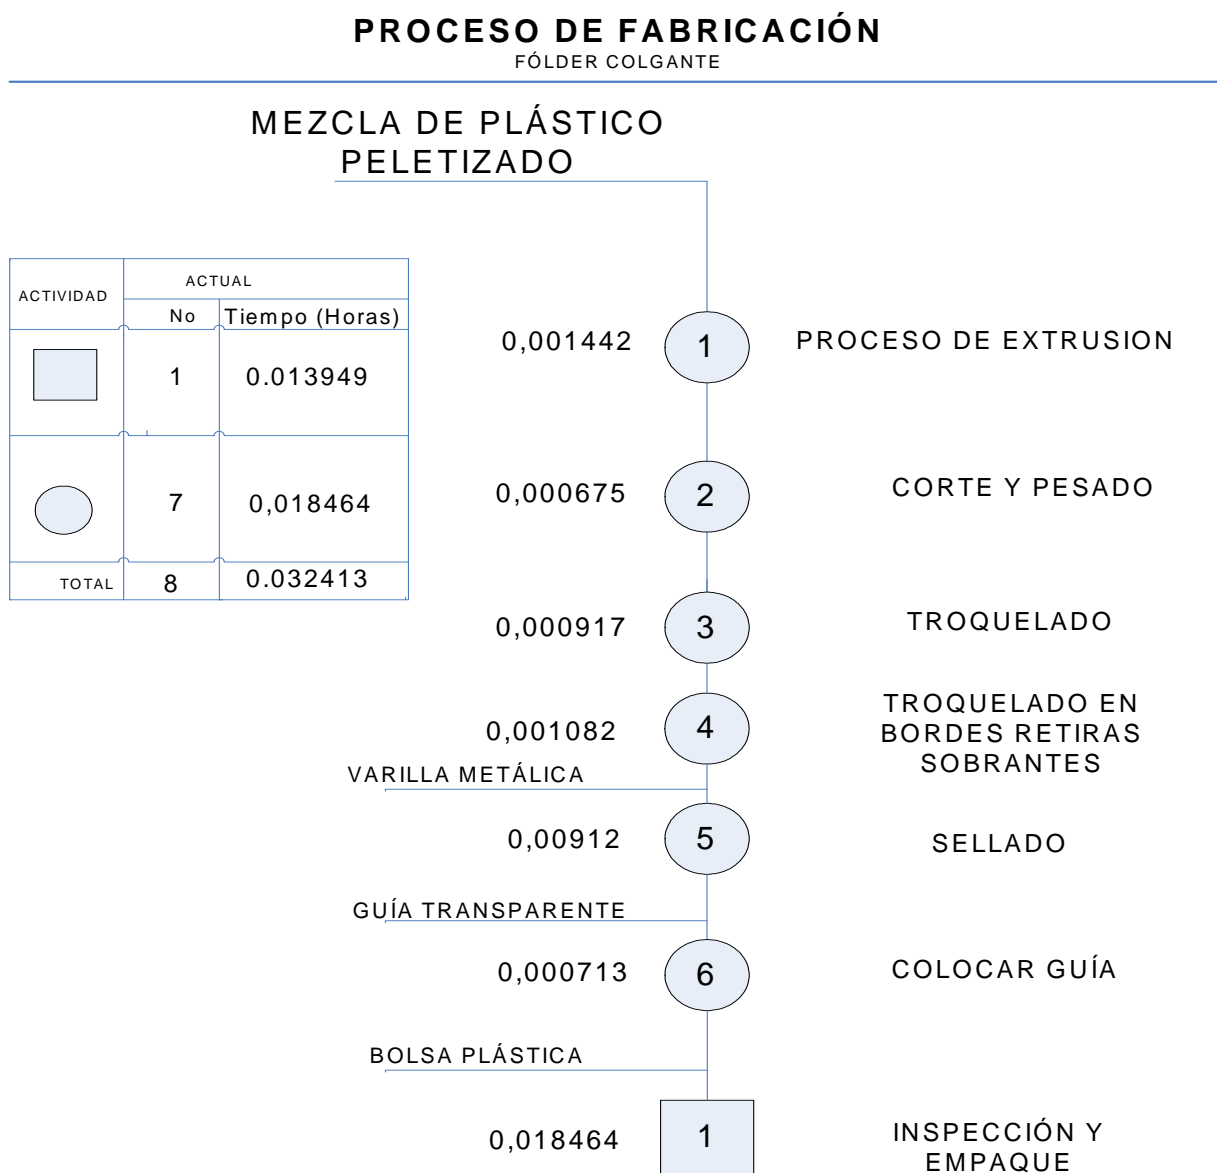 PROCESO DE FABRICACIÓN
FÓLDER COLGANTE
MEZCLA DE PLÁSTICO
PELETIZADO
ACTIVIDAD
ACTUAL
No
Tiempo (Horas)
1
0.013949
7
0,018464
TOTAL
8
0.032413
0,001442
1
PROCESO DE EXTRUSION
0,000675
2
CORTE Y PESADO
0,000917
3
TROQUELADO
0,001082
4
TROQUELADO EN
BORDES RETIRAS
SOBRANTES
VARILLA METÁLICA
0,00912
5
SELLADO
GUÍA TRANSPARENTE
0,000713
6
COLOCAR GUÍA
BOLSA PLÁSTICA
0,018464
1
INSPECCIÓN Y
EMPAQUE